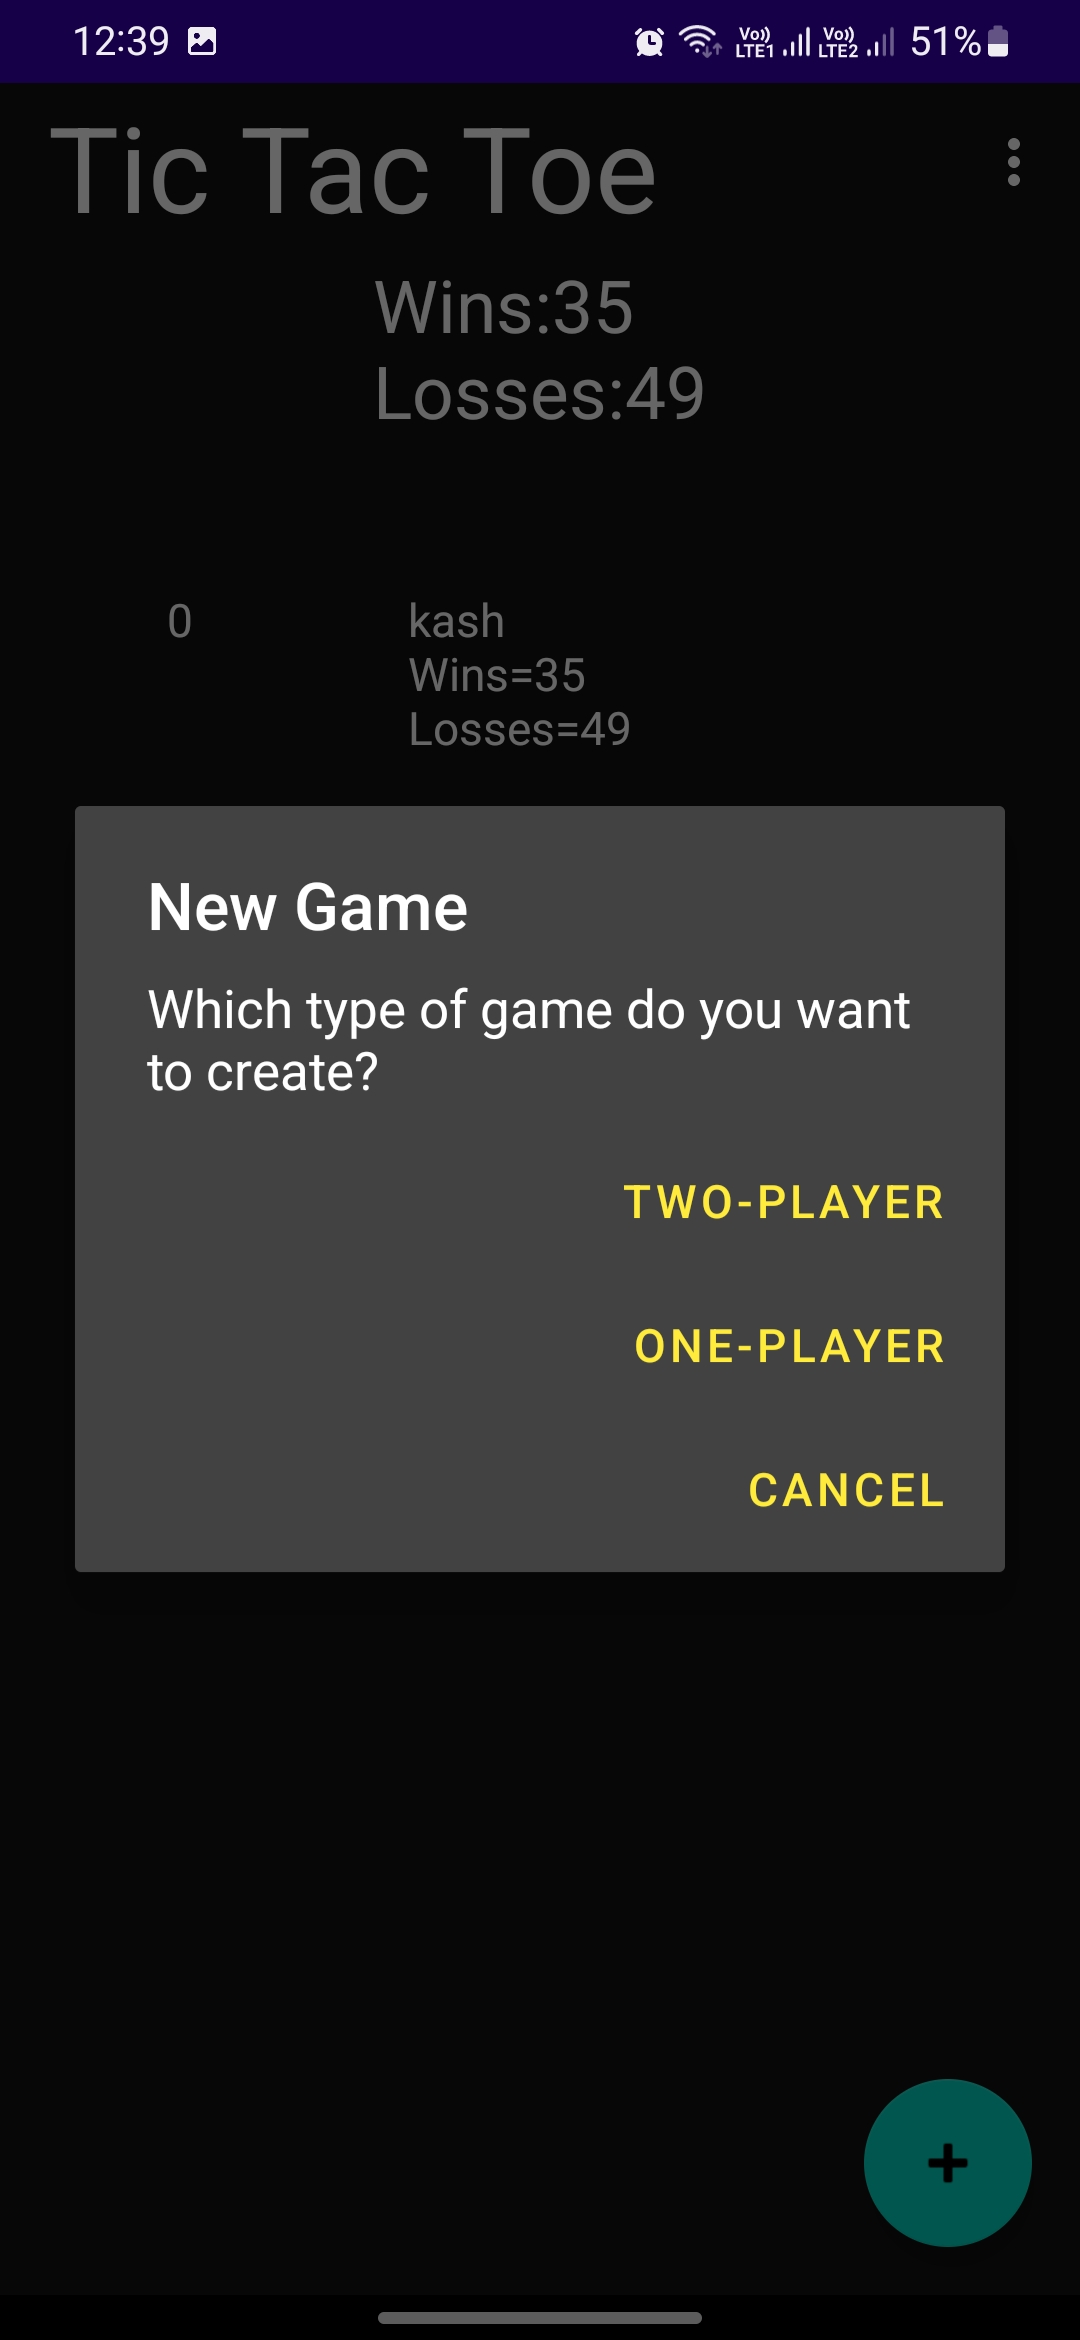 12:39
Vo)) LTE1 Vo)) LTE2 51%
Tic Tac Toe
Wins:35
Losses:49
0 kash
Wins=35
Losses=49
New Game
Which type of game do you want
to create?
TWO-PLAYER
ONE-PLAYER
CANCEL